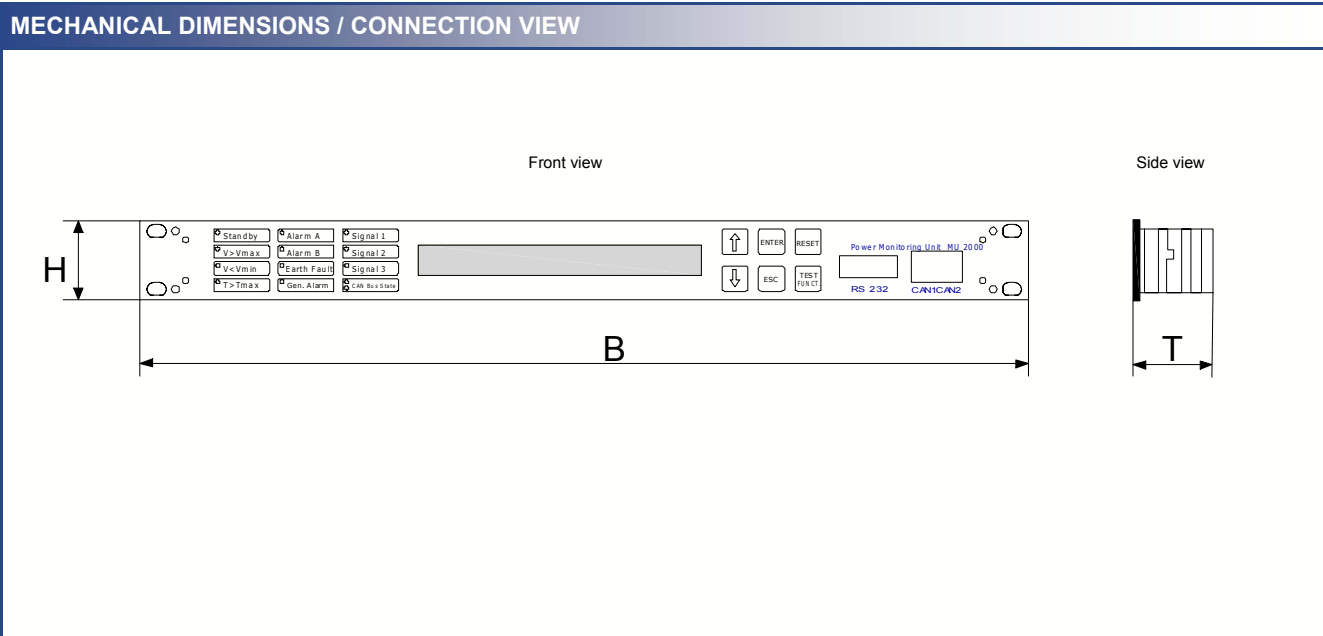 MECHANICAL DIMENSIONS / CONNECTION VIEW
Front view
Side view
Standby
Alarm A
Signal 1
V>Vmax
Alarm B
Signal 2
V<Vmin
Earth Fault
Signal 3
T>Tmax
Gen. Alarm
CAN Bus State
ENTER
RESET
ESC
TEST
FUNCT.
Power Monitoring Unit MU 2000
RS 232
CAN1CAN2
H
B
T